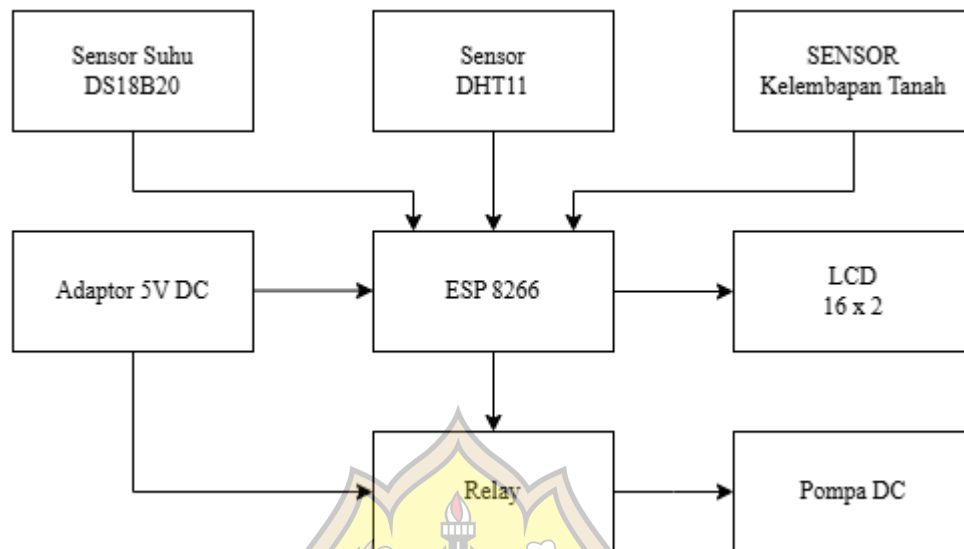 Sensor Suhu
DS18B20
Sensor
DHT11
SENSOR
Kelembapan Tanah
Adaptor 5V DC
ESP 8266
LCD
16 x 2
Relay
Pompa DC